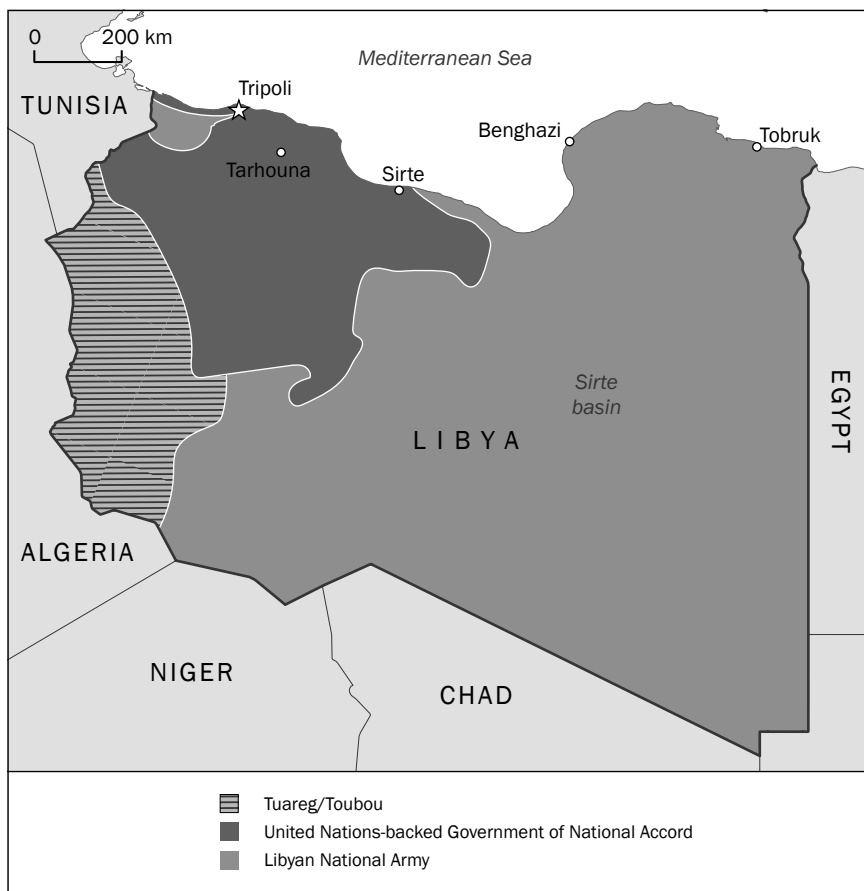 0 200 km
Mediterranean Sea
Tripoli
TUNISIA
Benghazi
Tobruk
Tarhouna
Sirte
Sirte
basin
EGYPT
LIBYA
ALGERIA
NIGER
CHAD
Tuareg/Toubou
United Nations-backed Government of National Accord
Libyan National Army